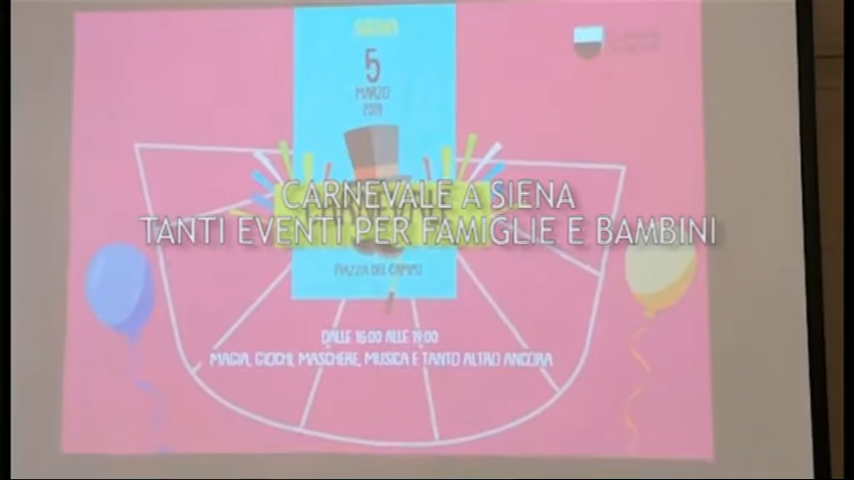 SIENA
5
MARZO
2019
CARNEVALE A SIENA
TANTI EVENTI PER FAMIGLIE E BAMBINI
PIAZZA DEL CAMPO
DALLE 16:00 ALLE 19:00
MAGIA, GIOCHI, MASCHERE, MUSICA E TANTO ALTRO ANCORA